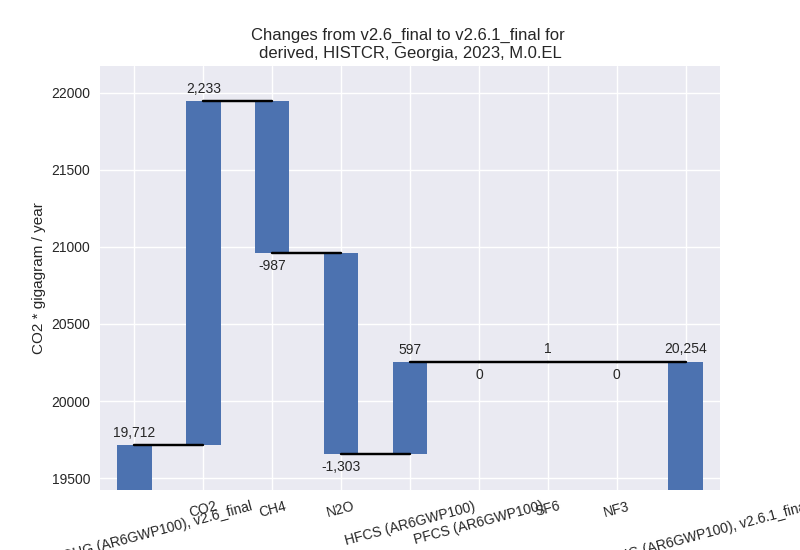 Changes from v2.6_final to v2.6.1_final for
derived, HISTCR, Georgia, 2023, M.0.EL
CO2 * gigagram / year
22000
21500
21000
20500
20000
19500
19,712
2,233
-987
-1,303
597
0
1
0
20,254
(AR6GWP100), v2.6_final
CO2
CH4
N2O
HFCS (AR6GWP100)
PFCS (AR6GWP100)
SF6
NF3
(AR6GWP100), v2.6.1_fina